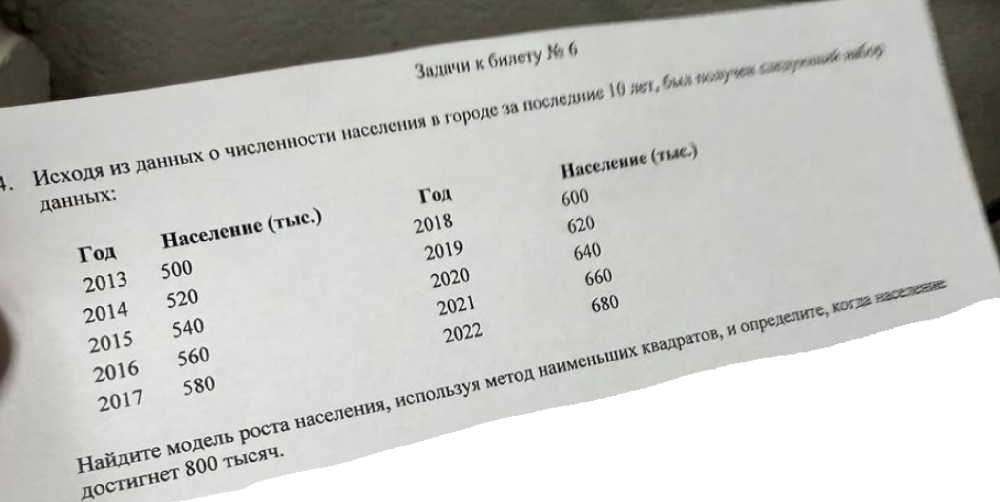 Задачи к билету № 6
4. Исходя из данных о численности населения в городе за последние 10 лет, был получен следующий набор
данных:
Год Население (тыс.) Год Население (тыс.)
2013 500 2018 600
2014 520 2019 620
2015 540 2020 640
2016 560 2021 660
2017 580 2022 680
Найдите модель роста населения, используя метод наименьших квадратов, и определите, когда население
достигнет 800 тысяч.